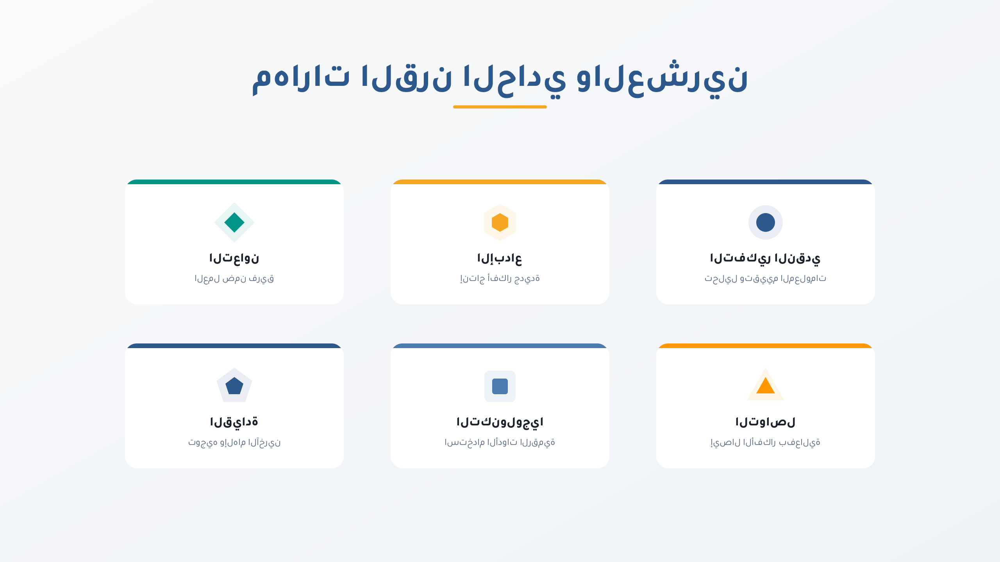 مهارات القرن الحادي والعشرين
التفكير النقدي
تحليل وتقييم المعلومات
الإبداع
إنتاج أفكار جديدة
التعاون
العمل ضمن فريق
التواصل
إيصال الأفكار بفعالية
التكنولوجيا
استخدام الأدوات الرقمية
القيادة
توجيه وإلهام الآخرين